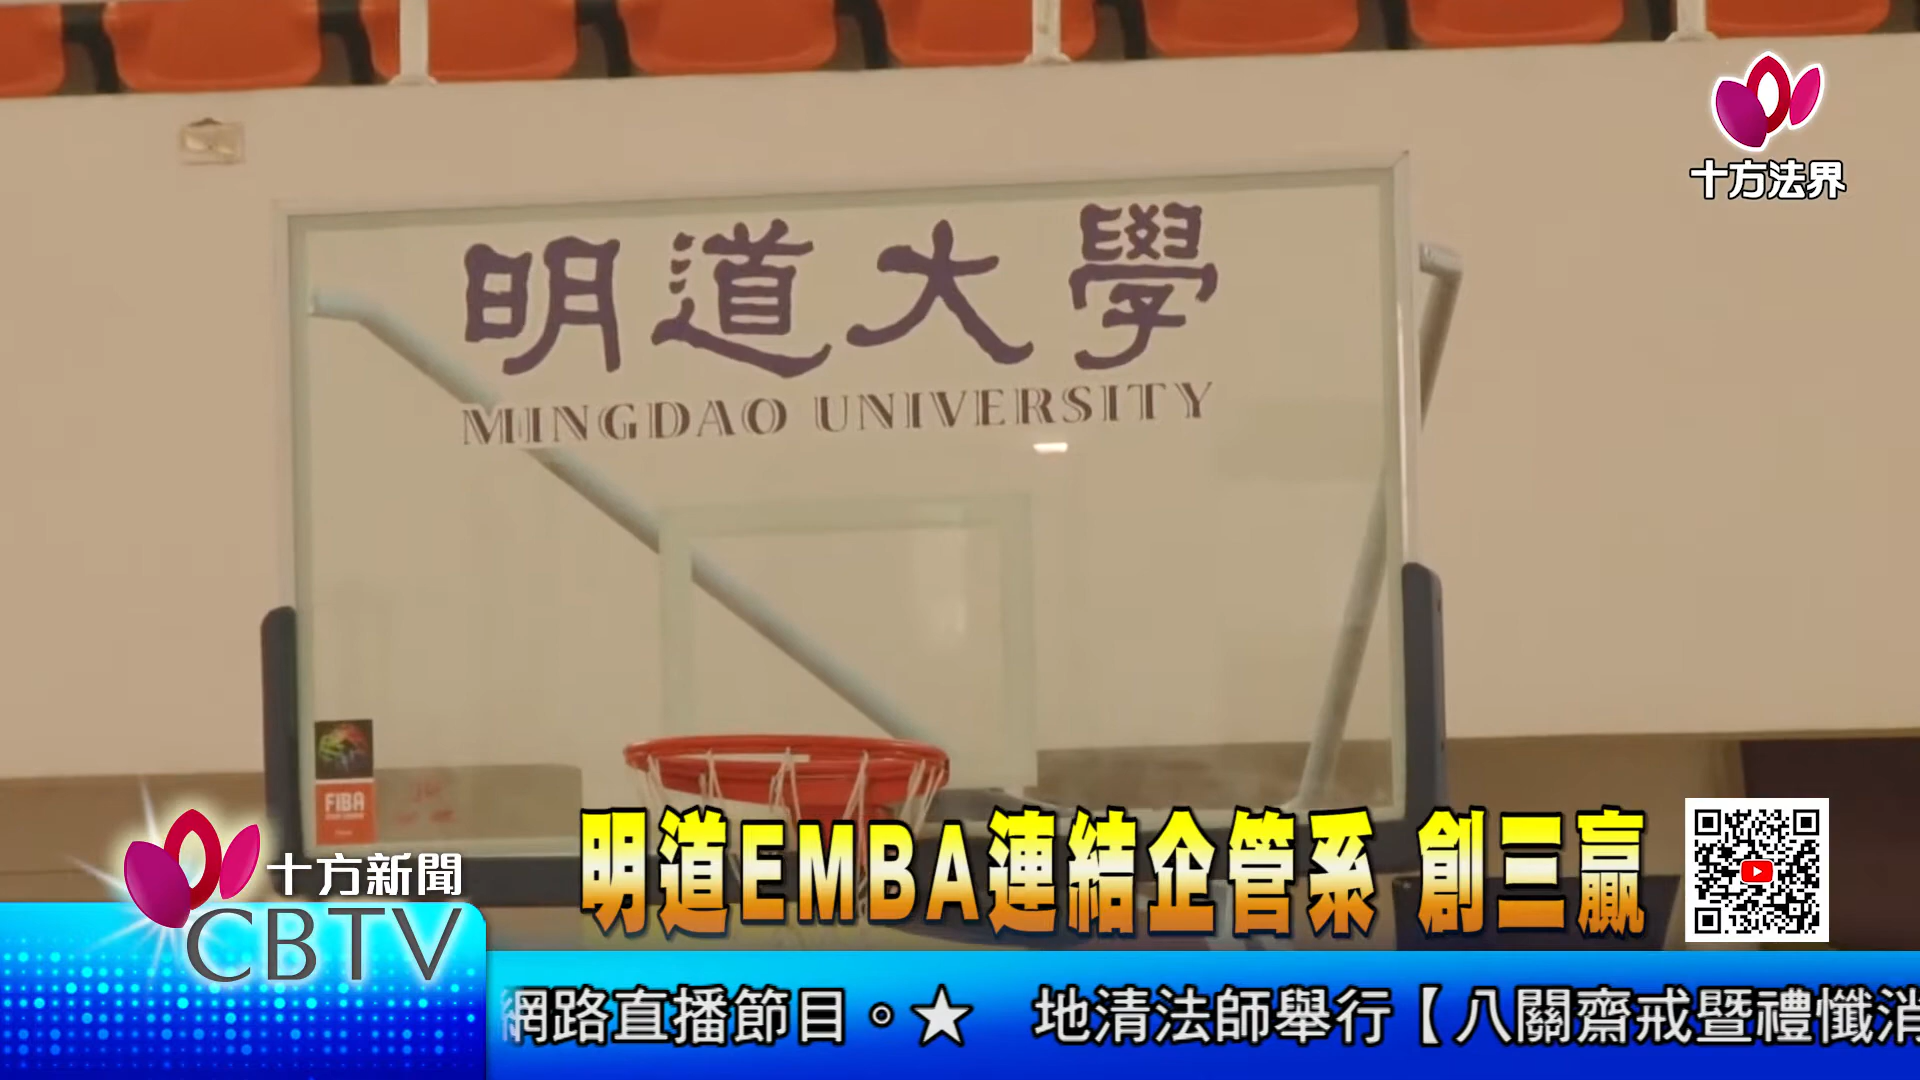 十方法界
明道大學
MINGDAO UNIVERSITY
FIBA
明道EMBA連結企管系 創三贏
十方新聞
CBTV
網路直播節目。★ 地清法師舉行【八關齋戒暨禮懺消